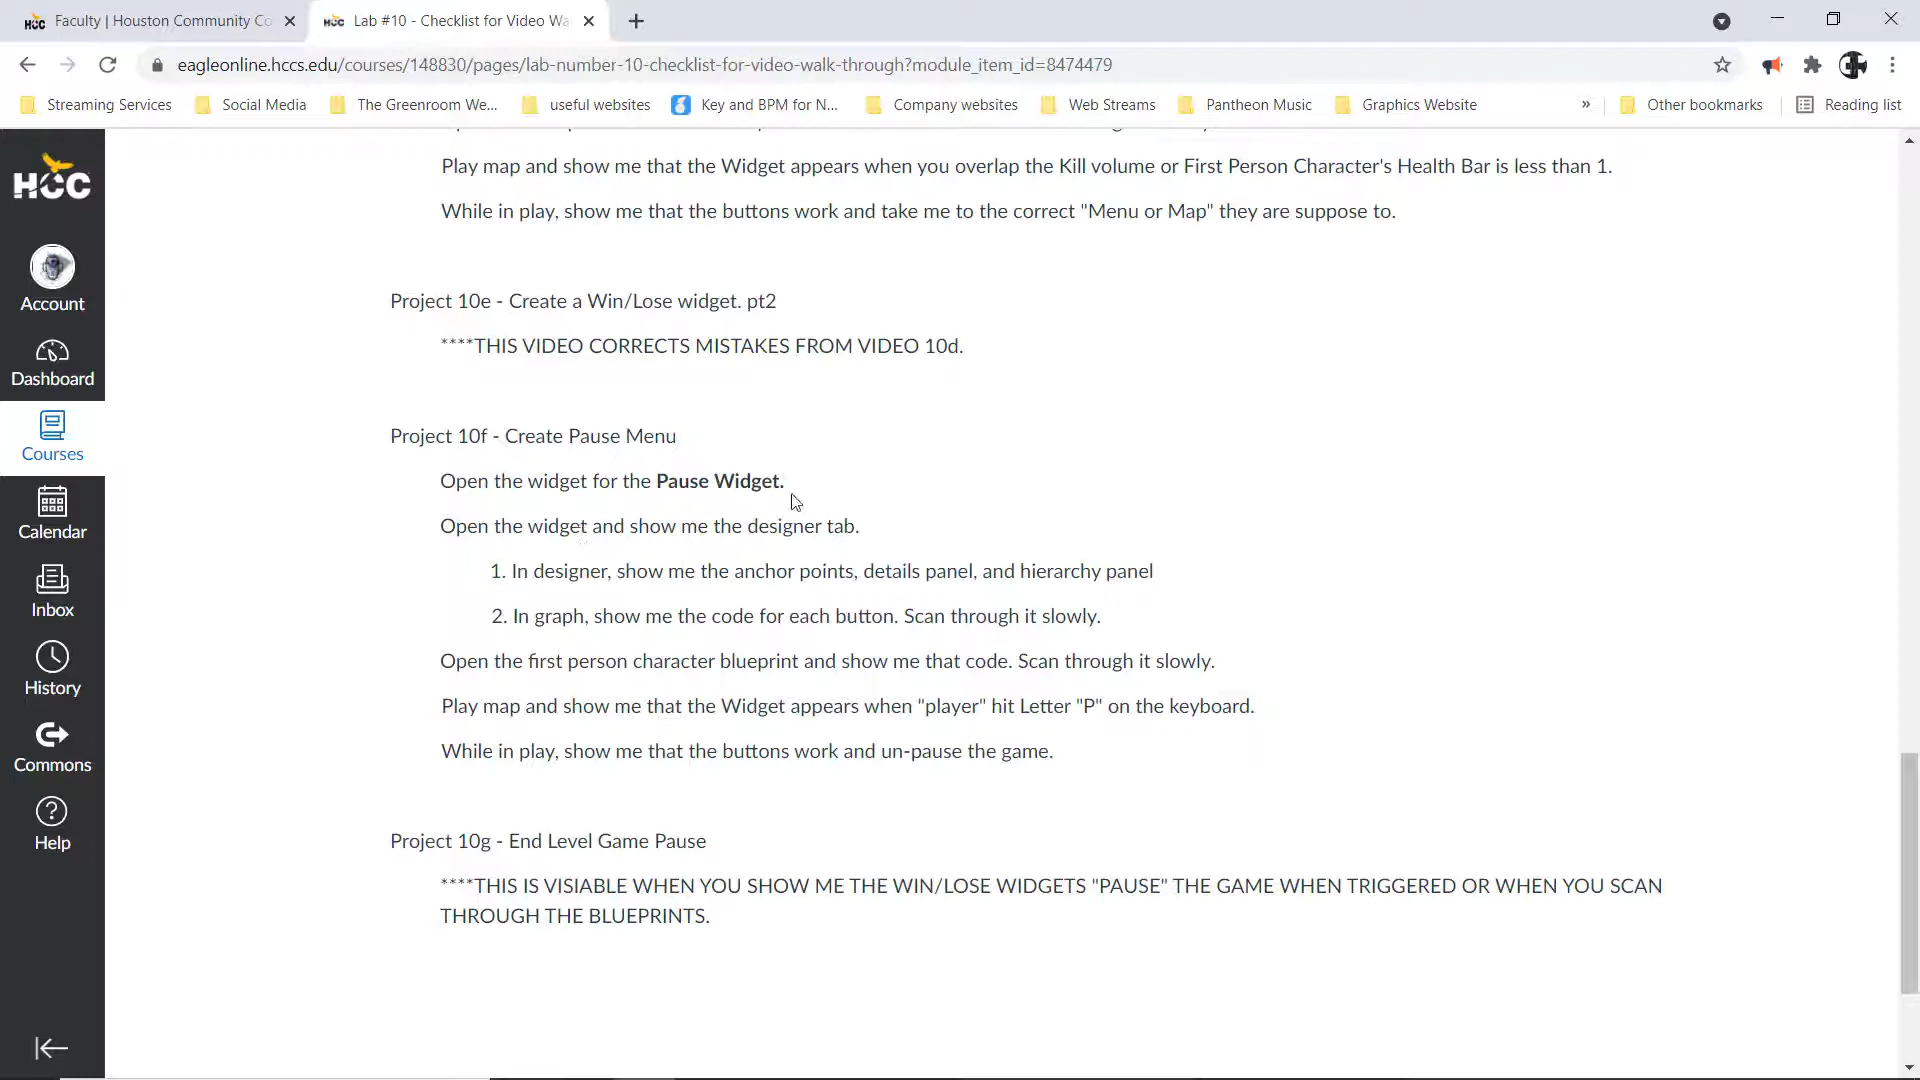 Faculty | Houston Community Co
Lab #10 - Checklist for Video Wa
eagleonline.hccs.edu/courses/148830/pages/lab-number-10-checklist-for-video-walk-through?module_item_id=8474479
Streaming Services
Social Media
The Greenroom We...
useful websites
Key and BPM for N...
Company websites
Web Streams
Pantheon Music
Graphics Website
»
Other bookmarks
Reading list
HCC
Account
Dashboard
Courses
Calendar
Inbox
History
Commons
Help
Play map and show me that the Widget appears when you overlap the Kill volume or First Person Character's Health Bar is less than 1.
While in play, show me that the buttons work and take me to the correct "Menu or Map" they are suppose to.
Project 10e - Create a Win/Lose widget. pt2
****THIS VIDEO CORRECTS MISTAKES FROM VIDEO 10d.
Project 10f - Create Pause Menu
Open the widget for the Pause Widget.
Open the widget and show me the designer tab.
1. In designer, show me the anchor points, details panel, and hierarchy panel
2. In graph, show me the code for each button. Scan through it slowly.
Open the first person character blueprint and show me that code. Scan through it slowly.
Play map and show me that the Widget appears when "player" hit Letter "P" on the keyboard.
While in play, show me that the buttons work and un-pause the game.
Project 10g - End Level Game Pause
****THIS IS VISIABLE WHEN YOU SHOW ME THE WIN/LOSE WIDGETS "PAUSE" THE GAME WHEN TRIGGERED OR WHEN YOU SCAN
THROUGH THE BLUEPRINTS.